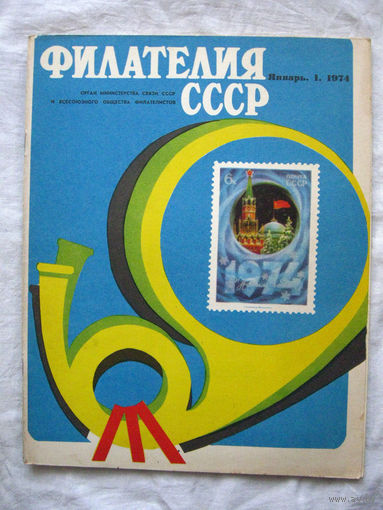 ФИЛАТЕЛИЯ
СССР
Январь. 1. 1974
ОРГАН МИНИСТЕРСТВА СВЯЗИ СССР
И ВСЕСОЮЗНОГО ОБЩЕСТВА ФИЛАТЕЛИСТОВ
6к
ПОЧТА
СССР
1974